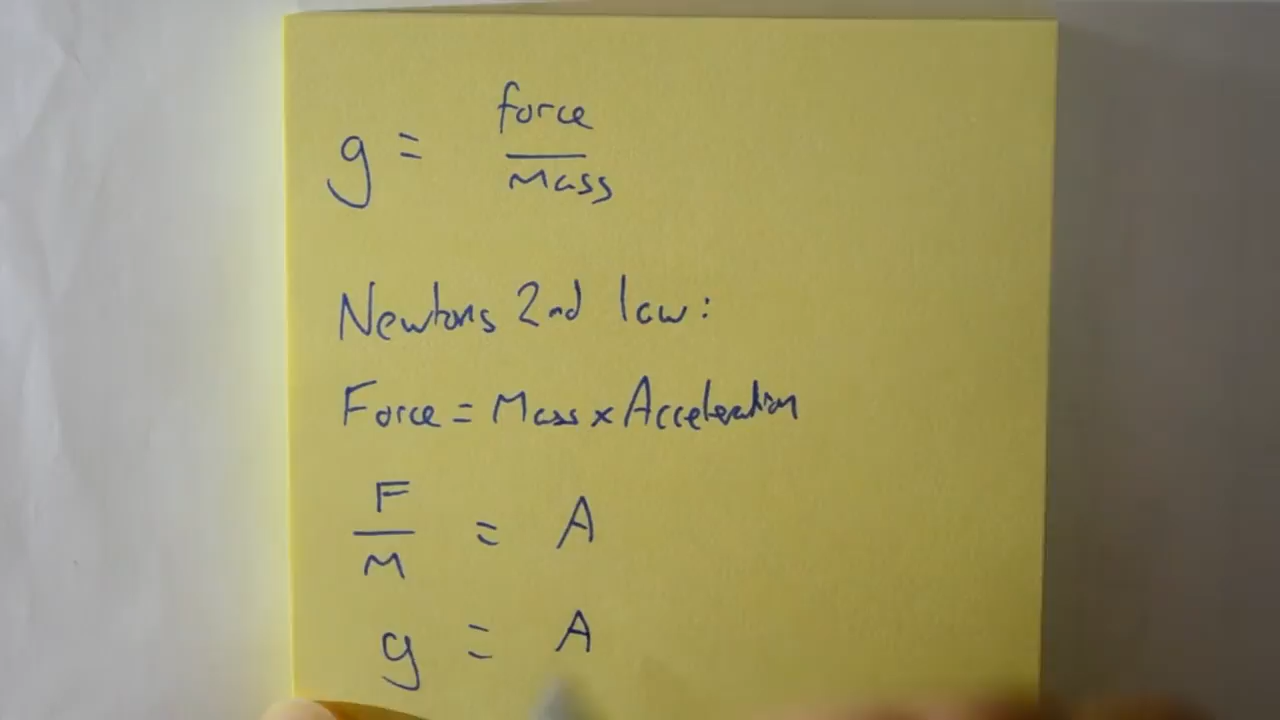 g = force / Mass
Newtons 2nd law:
Force = Mass x Acceleration
F / M = A
g = A